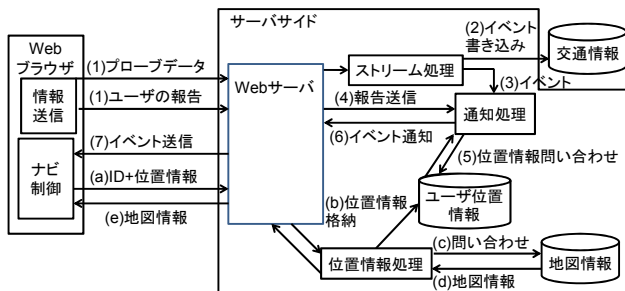 サーバサイド
Web
ブラウザ
情報
送信
ナビ
制御
(1)プローブデータ
(1)ユーザの報告
(7)イベント送信
(a)ID+位置情報
(e)地図情報
Webサーバ
ストリーム処理
(2)イベント
書き込み
交通情報
(3)イベント
(4)報告送信
通知処理
(6)イベント通知
(5)位置情報問い合わせ
ユーザ位置
情報
(b)位置情報
格納
位置情報処理
(c)問い合わせ
(d)地図情報
地図情報